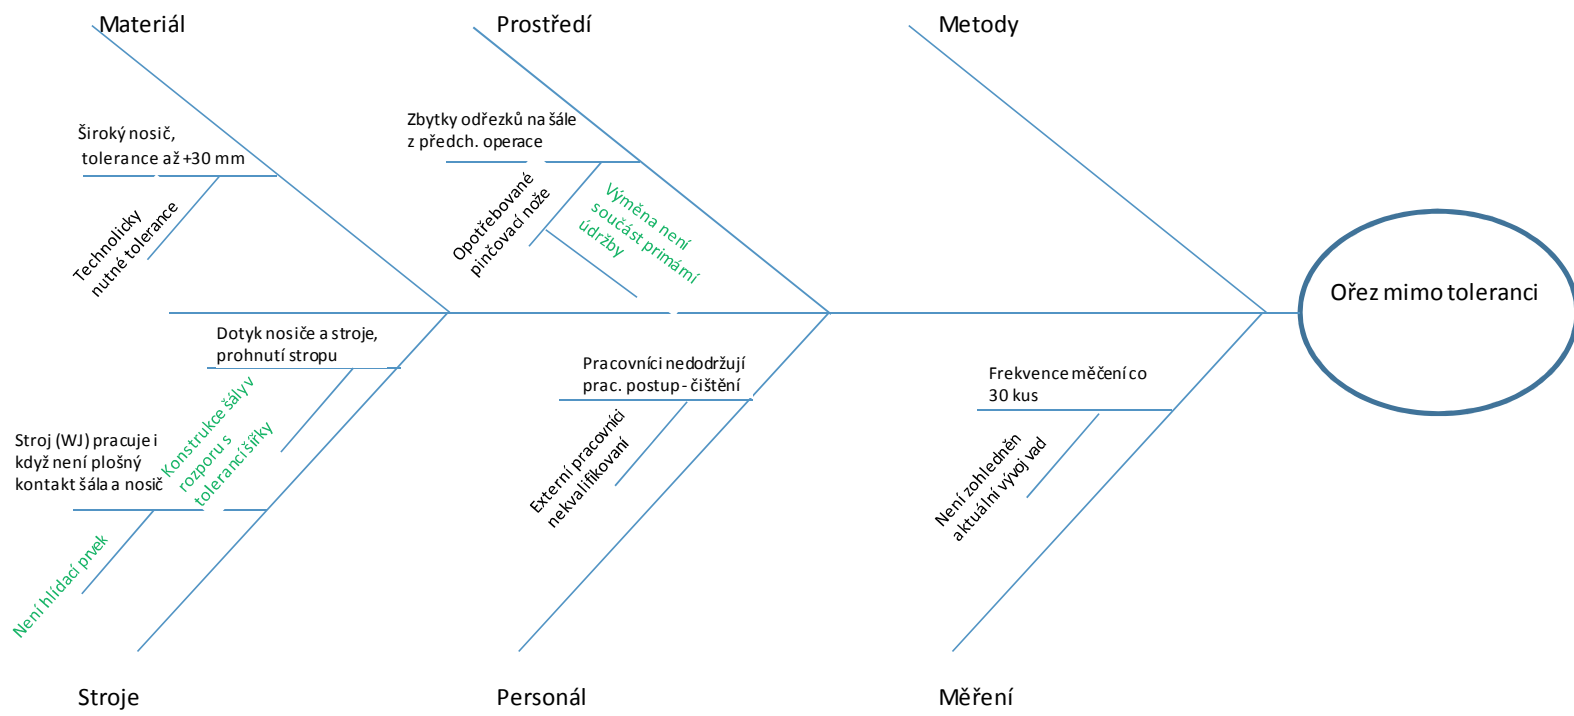 Materiál
Prostředí
Metody
Široký nosič,
tolerance až +30 mm
Technolicky
nutné tolerance
Zbytky odřezků na šále
z předch. operace
Opotřebované
pinčovací nože
Výměna není
součást primámí
údržby
Ořez mimo toleranci
Dotyk nosiče a stroje,
prohnutí stropu
Konstrukce šály v
rozporu s
tolerancí šířky
Stroj (WJ) pracuje i
když není plošný
kontakt šála a nosič
Není hlídací prvek
Pracovníci nedodržují
prac. postup - čištění
Externí pracovníci
nekvalifikovaní
Frekvence měčení co
30 kus
Není zohledněn
aktuální vývoj vad
Stroje
Personál
Měření